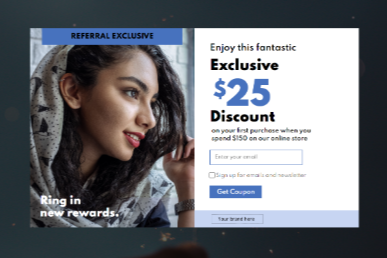 REFERRAL EXCLUSIVE
Ring in
new rewards.
Enjoy this fantastic
Exclusive
$25
Discount
on your first purchase when you
spend $150 on our online store
Enter your email
Sign up for emails and newsletter
Get Coupon
Your brand here